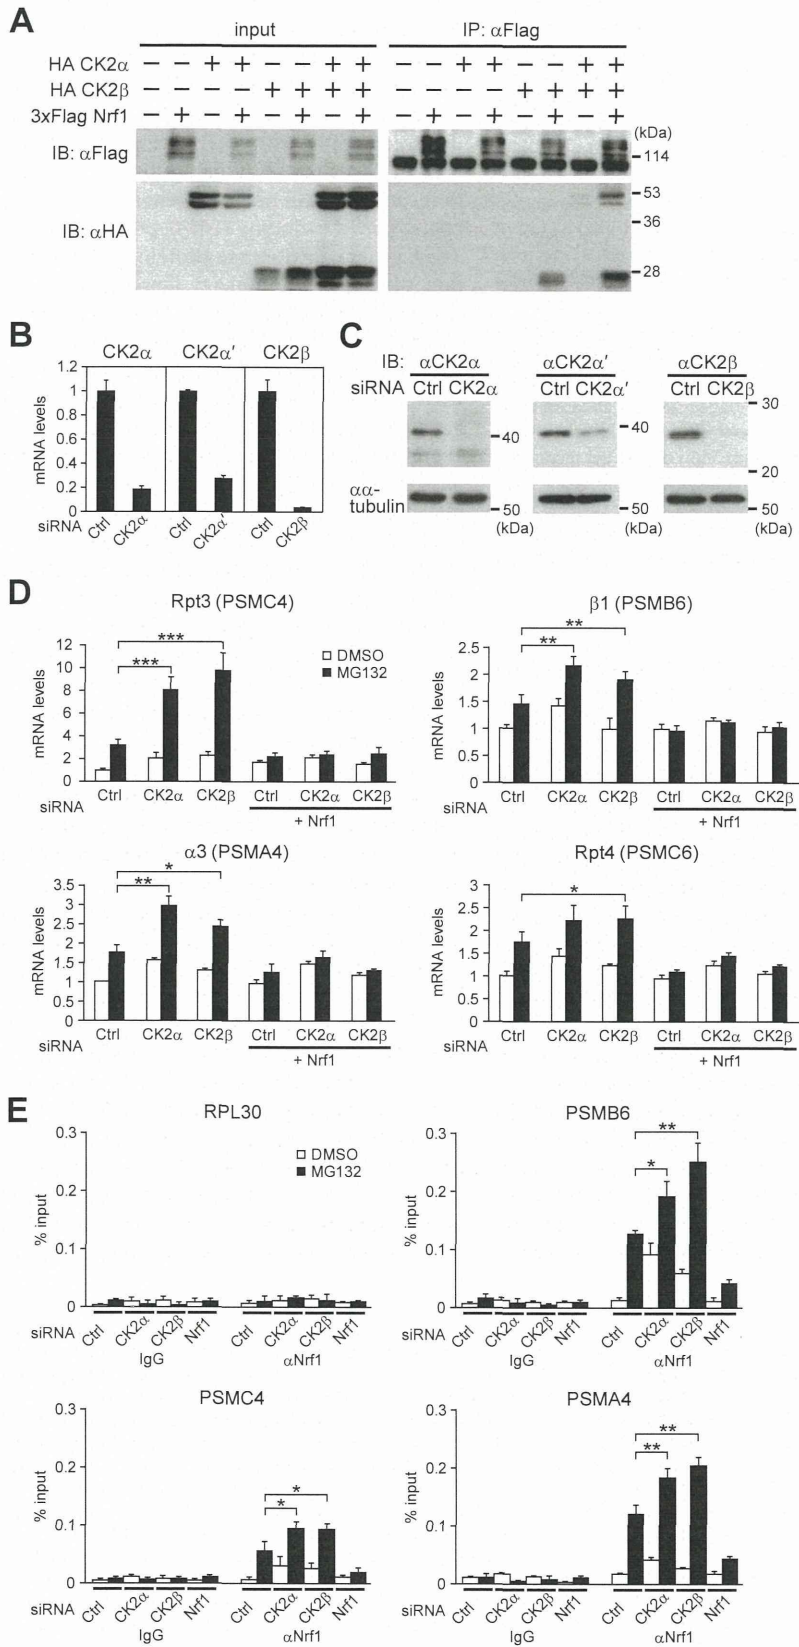 A
input IP: αFlag
HA CK2α − − + + − − + + − − + + − − + +
HA CK2β − − − − + + + + − − − − + + + +
3xFlag Nrf1 − + − + − + − + − + − + − + − +
(kDa)
IB: αFlag
114
IB: αHA
53
36
28
B
CK2α CK2α′ CK2β
mRNA levels
1.2
1
0.8
0.6
0.4
0.2
0
siRNA Ctrl CK2α Ctrl CK2α′ Ctrl CK2β
C
IB: αCK2α αCK2α′ αCK2β
siRNA Ctrl CK2α Ctrl CK2α′ Ctrl CK2β
40 40 30
20
αα-
tubulin
50 50 50
(kDa) (kDa) (kDa)
D
Rpt3 (PSMC4)
mRNA levels
12
10
8
6
4
2
0
***
***
DMSO
MG132
siRNA Ctrl CK2α CK2β Ctrl CK2α CK2β
+ Nrf1
β1 (PSMB6)
mRNA levels
2.5
2
1.5
1
0.5
0
**
**
siRNA Ctrl CK2α CK2β Ctrl CK2α CK2β
+ Nrf1
α3 (PSMA4)
mRNA levels
3.5
3
2.5
2
1.5
1
0.5
0
*
**
siRNA Ctrl CK2α CK2β Ctrl CK2α CK2β
+ Nrf1
Rpt4 (PSMC6)
mRNA levels
3
2.5
2
1.5
1
0.5
0
*
siRNA Ctrl CK2α CK2β Ctrl CK2α CK2β
+ Nrf1
E
RPL30
% input
0.3
0.2
0.1
0
DMSO
MG132
siRNA Ctrl CK2α CK2β Nrf1 Ctrl CK2α CK2β Nrf1
IgG αNrf1
PSMB6
% input
0.3
0.2
0.1
0
**
*
siRNA Ctrl CK2α CK2β Nrf1 Ctrl CK2α CK2β Nrf1
IgG αNrf1
PSMC4
% input
0.3
0.2
0.1
0
*
*
siRNA Ctrl CK2α CK2β Nrf1 Ctrl CK2α CK2β Nrf1
IgG αNrf1
PSMA4
% input
0.3
0.2
0.1
0
**
**
siRNA Ctrl CK2α CK2β Nrf1 Ctrl CK2α CK2β Nrf1
IgG αNrf1